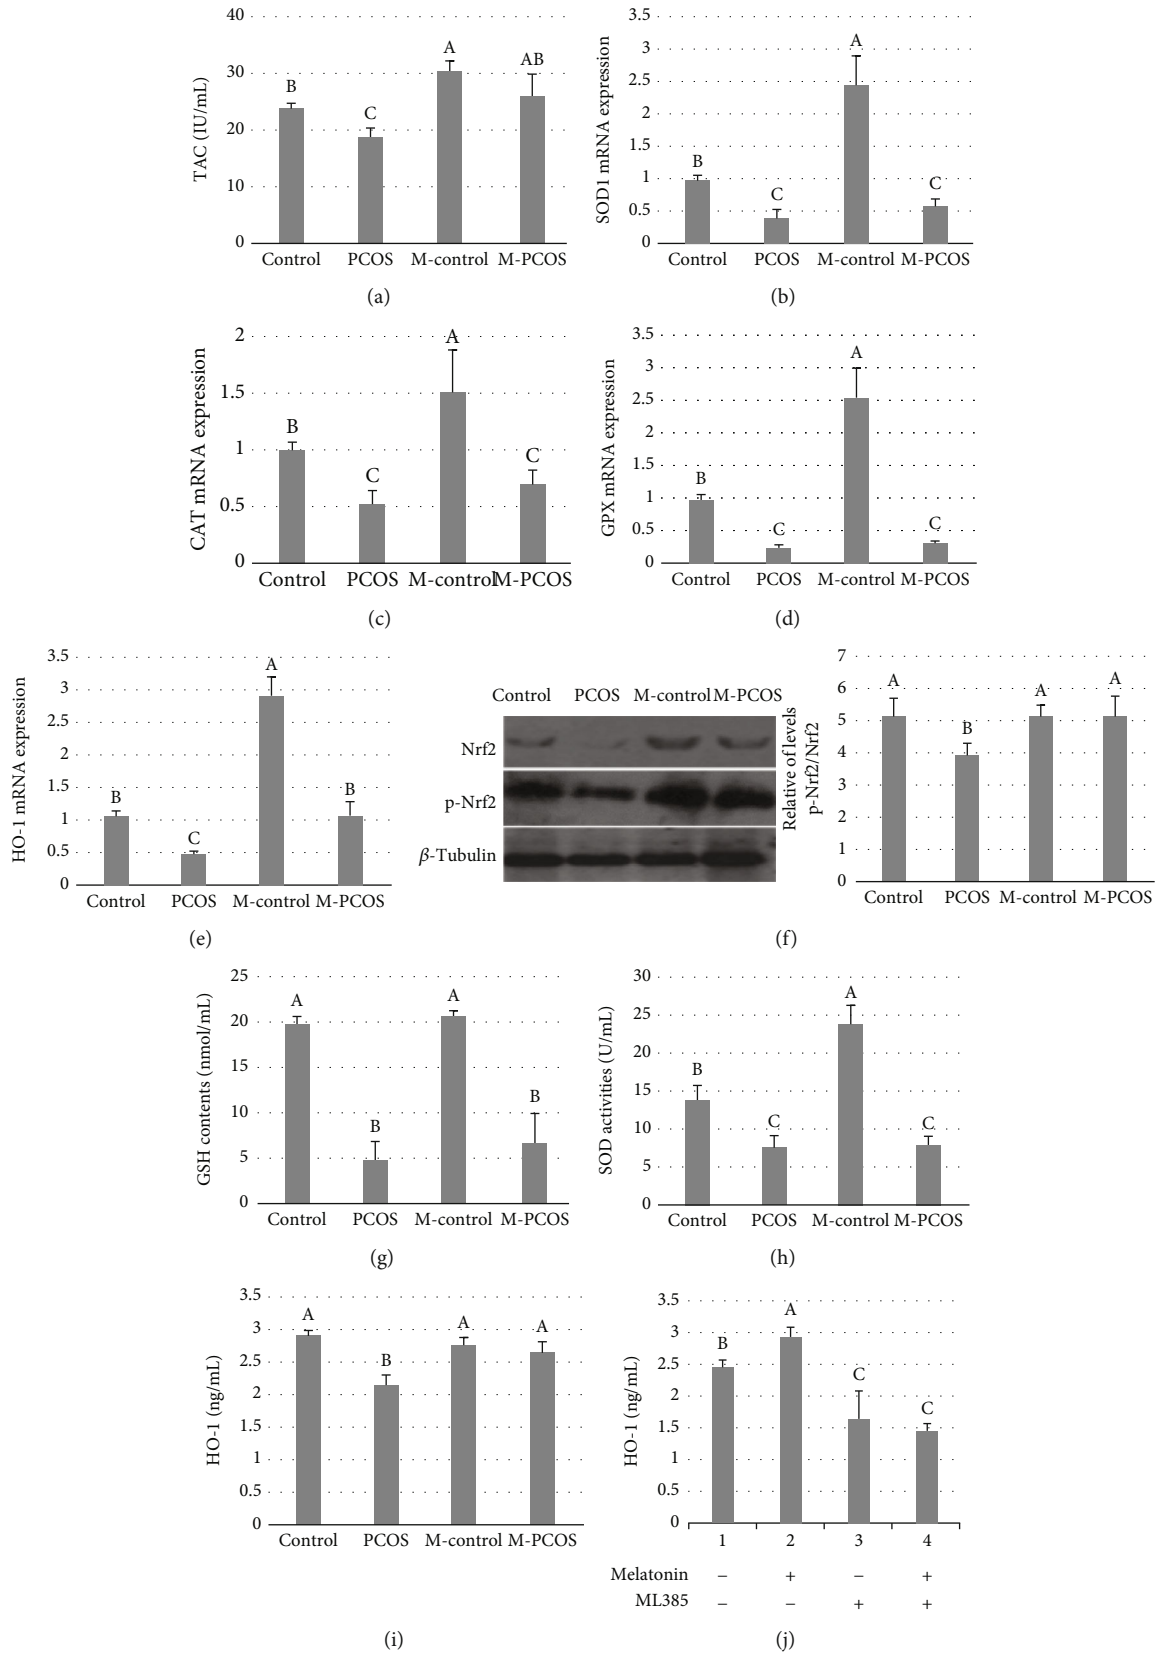 40
30
20
10
0
TAC (IU/mL)
B
C
A
AB
Control PCOS M-control M-PCOS
(a)
3.5
3
2.5
2
1.5
1
0.5
0
SOD1 mRNA expression
B
C
A
C
Control PCOS M-control M-PCOS
(b)
2
1.5
1
0.5
0
CAT mRNA expression
B
C
A
C
Control PCOS M-control M-PCOS
(c)
3.5
3
2.5
2
1.5
1
0.5
0
GPX mRNA expression
B
C
A
C
Control PCOS M-control M-PCOS
(d)
3.5
3
2.5
2
1.5
1
0.5
0
HO-1 mRNA expression
B
C
A
B
Control PCOS M-control M-PCOS
(e)
Control PCOS M-control M-PCOS
Nrf2
p-Nrf2
β-Tubulin
7
6
5
4
3
2
1
0
Relative of levels
p-Nrf2/Nrf2
A
B
A
A
Control PCOS M-control M-PCOS
(f)
25
20
15
10
5
0
GSH contents (nmol/mL)
A
B
A
B
Control PCOS M-control M-PCOS
(g)
30
25
20
15
10
5
0
SOD activities (U/mL)
B
C
A
C
Control PCOS M-control M-PCOS
(h)
3.5
3
2.5
2
1.5
1
0.5
0
HO-1 (ng/mL)
A
B
A
A
Control PCOS M-control M-PCOS
(i)
3.5
3
2.5
2
1.5
1
0.5
0
HO-1 (ng/mL)
B
A
C
C
1 2 3 4
Melatonin − + − +
ML385 − − + +
(j)